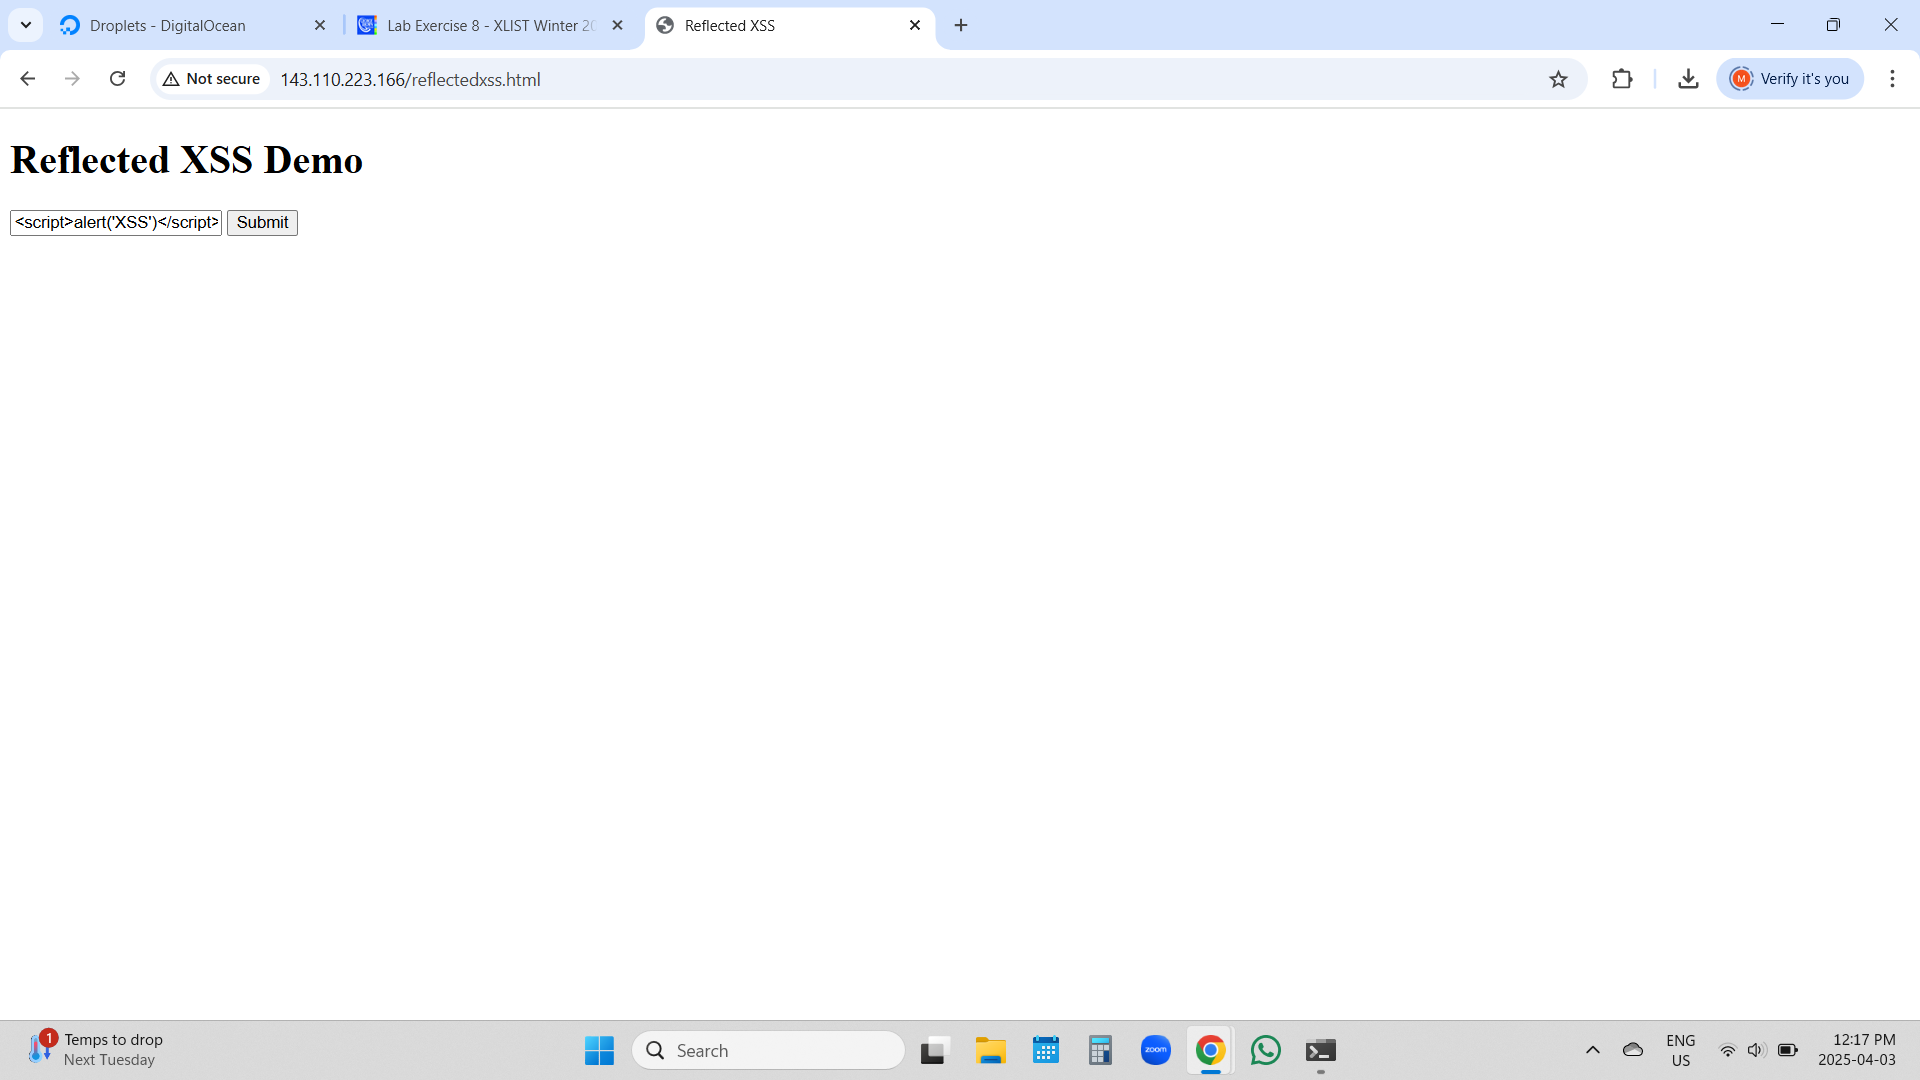 Droplets - DigitalOcean
Lab Exercise 8 - XLIST Winter 20
Reflected XSS
Not secure
143.110.223.166/reflectedxss.html
M
Verify it's you
Reflected XSS Demo
<script>alert('XSS')</script>
Submit
1
Temps to drop
Next Tuesday
Search
zoom
ENG
US
12:17 PM
2025-04-03